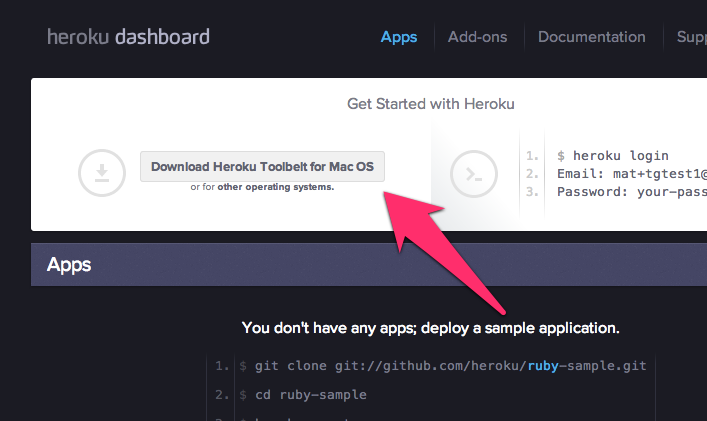 heroku dashboard
Apps
Add-ons
Documentation
Get Started with Heroku
Download Heroku Toolbelt for Mac OS
or for other operating systems.
1. $ heroku login
2. Email: mat+tgtest1@
3. Password: your-pass
Apps
You don't have any apps; deploy a sample application.
1. $ git clone git://github.com/heroku/ruby-sample.git
2. $ cd ruby-sample
3. $